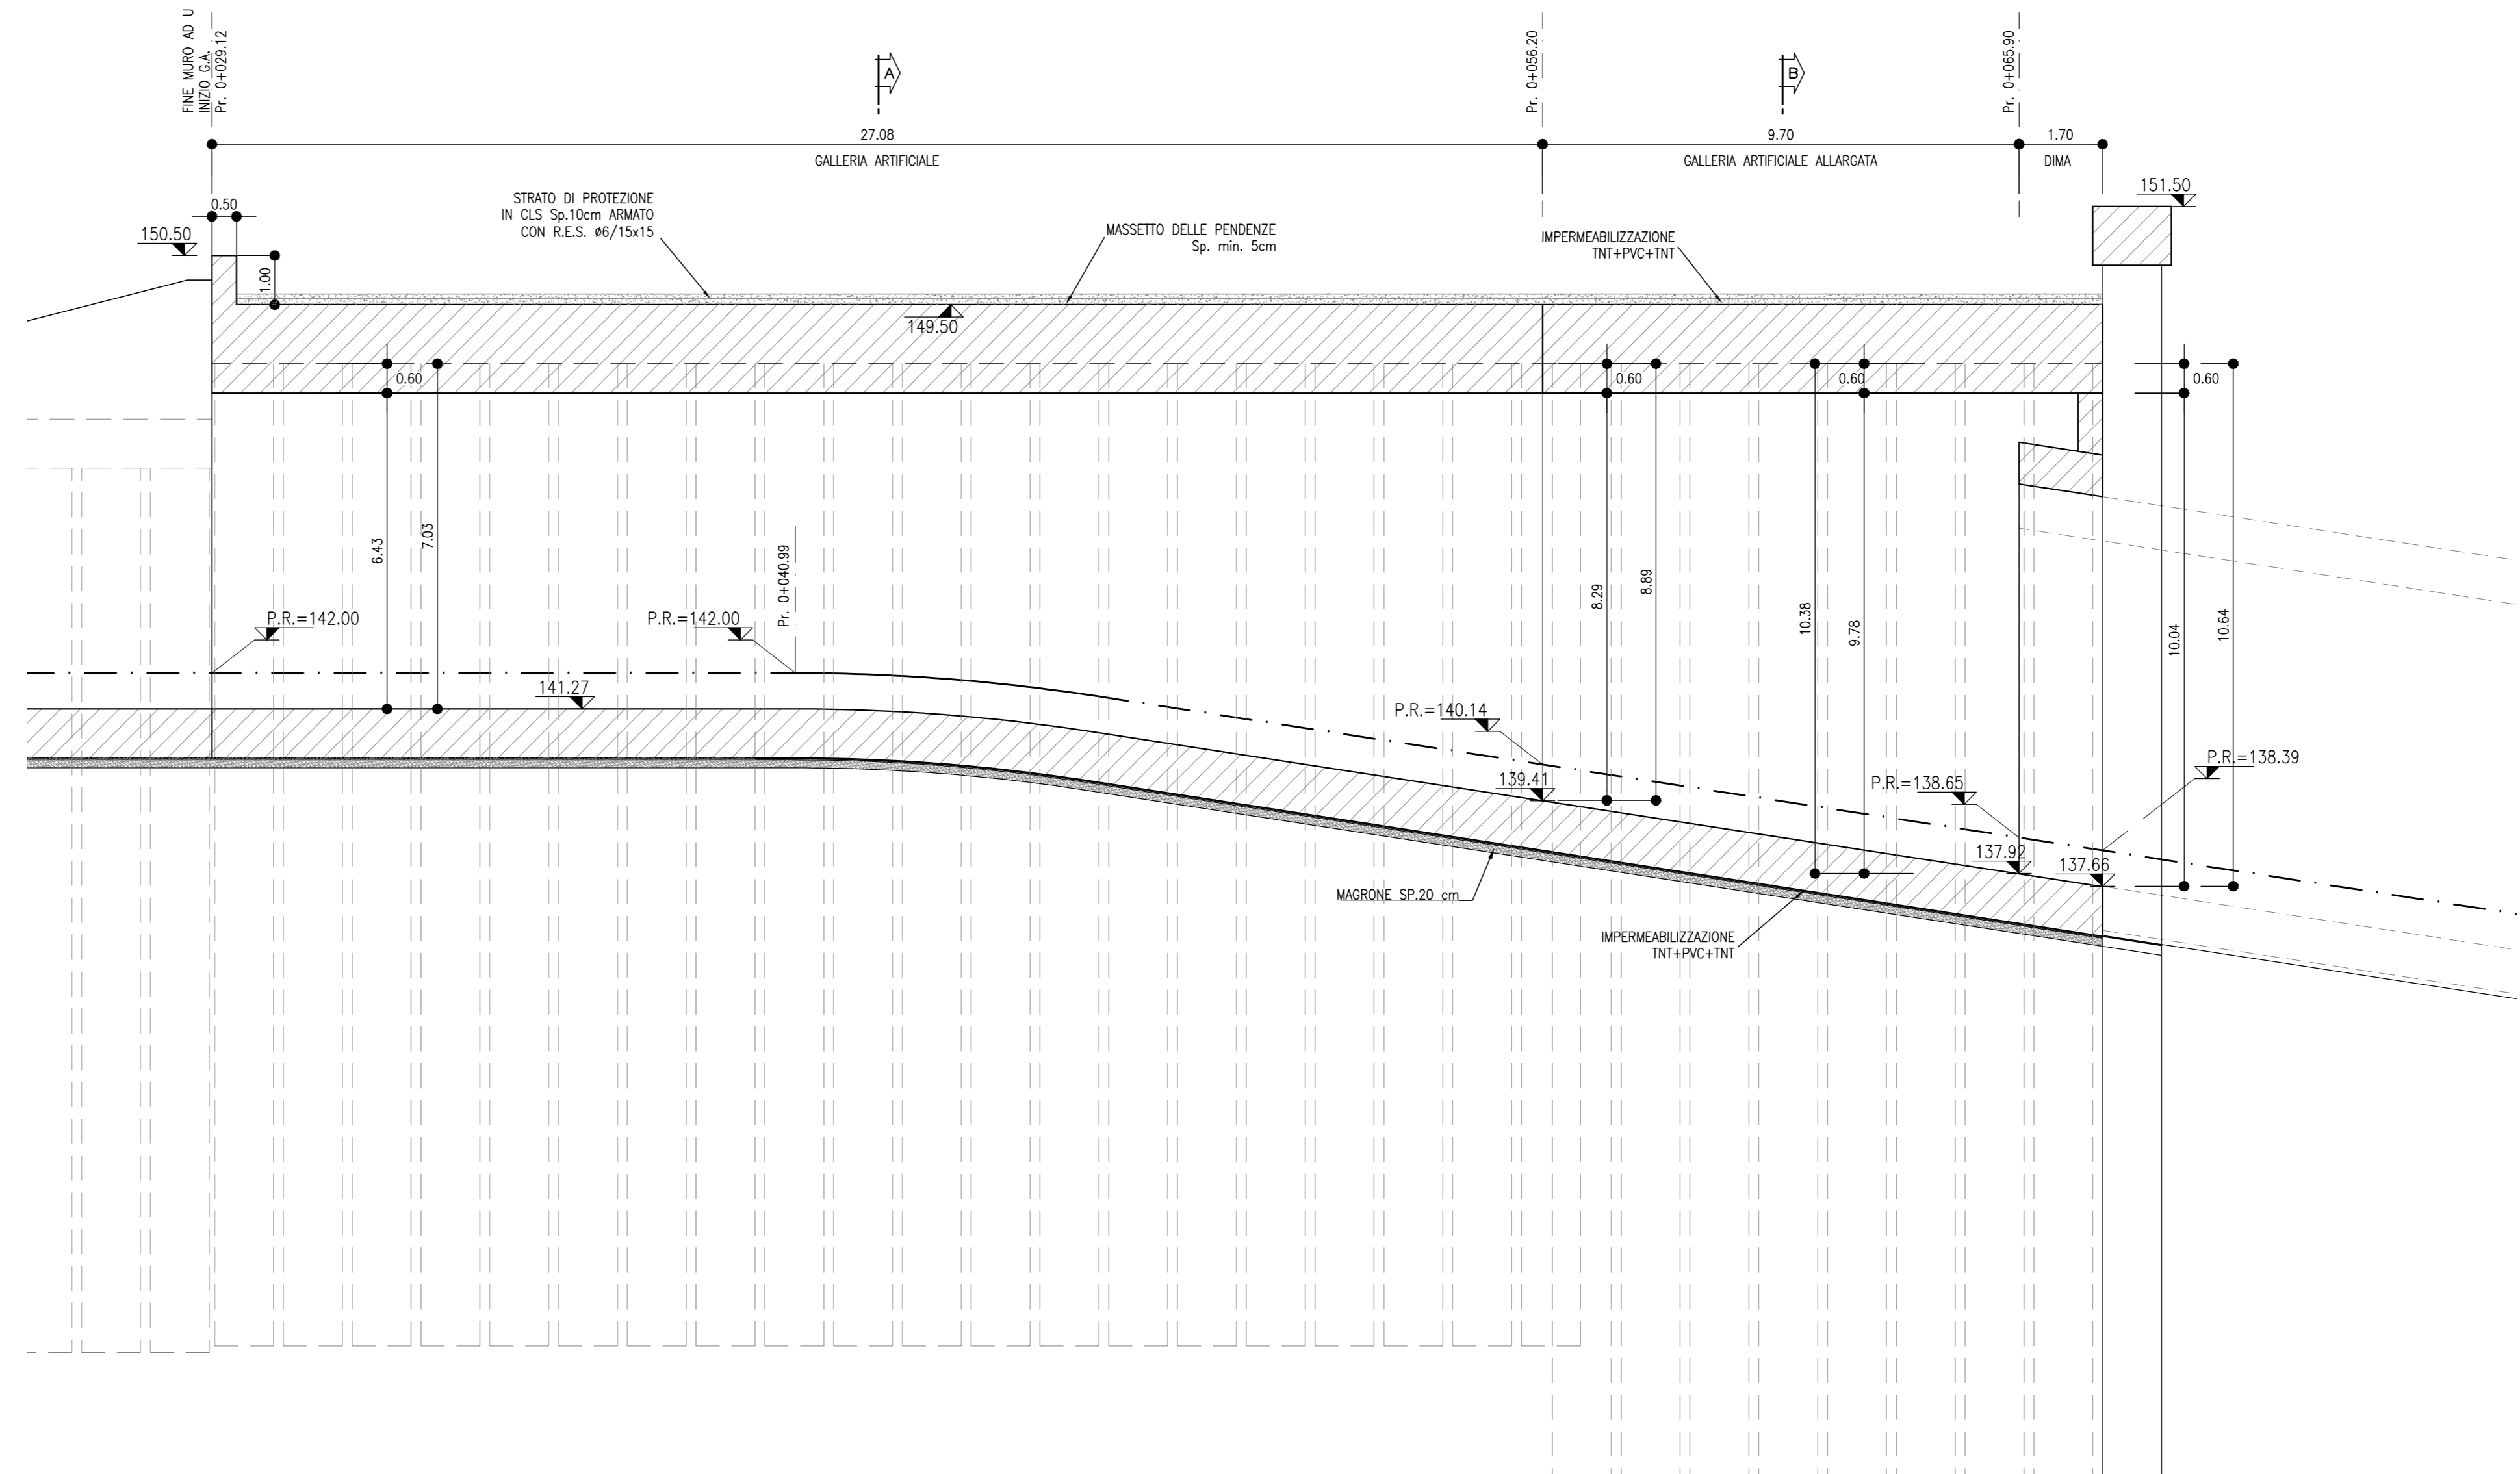 FINE MURO AD U
INIZIO G.A.
Pr. 0+029.12
A
Pr. 0+056.20
B
Pr. 0+065.90
27.08
GALLERIA ARTIFICIALE
9.70
GALLERIA ARTIFICIALE ALLARGATA
1.70
DIMA
0.50
150.50
1.00
STRATO DI PROTEZIONE
IN CLS Sp.10cm ARMATO
CON R.E.S. ø6/15x15
MASSETTO DELLE PENDENZE
Sp. min. 5cm
IMPERMEABILIZZAZIONE
TNT+PVC+TNT
151.50
149.50
0.60
0.60
0.60
0.60
6.43
7.03
Pr. 0+040.99
8.29
8.89
10.38
9.78
10.04
10.64
P.R.=142.00
P.R.=142.00
141.27
P.R.=140.14
139.41
P.R.=138.65
P.R.=138.39
137.92
137.66
MAGRONE SP.20 cm
IMPERMEABILIZZAZIONE
TNT+PVC+TNT